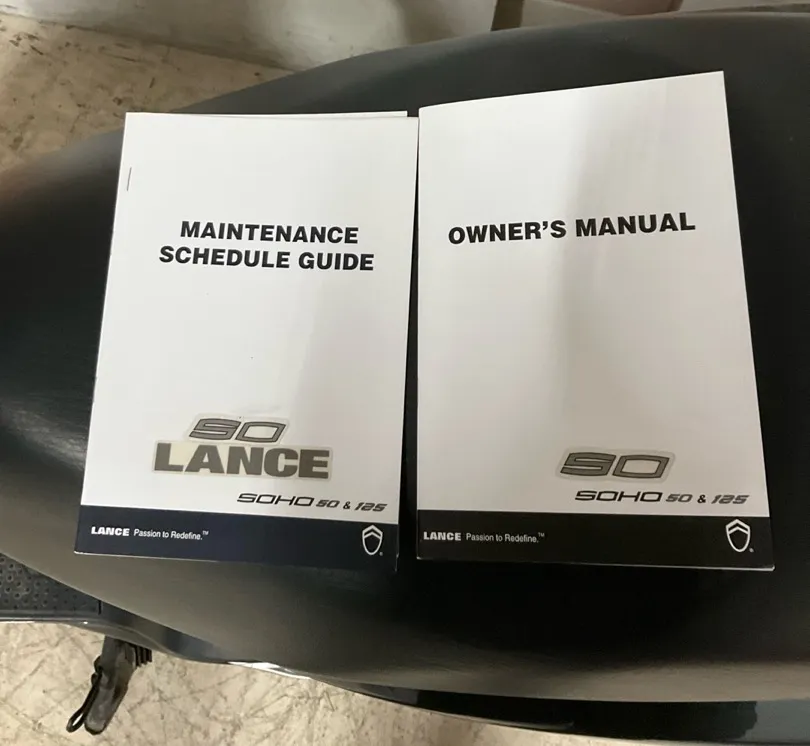 MAINTENANCE
SCHEDULE GUIDE
50
LANCE
SOHO 50 & 125
LANCE Passion to Redefine.™
®
OWNER'S MANUAL
50
SOHO 50 & 125
LANCE Passion to Redefine.™
®